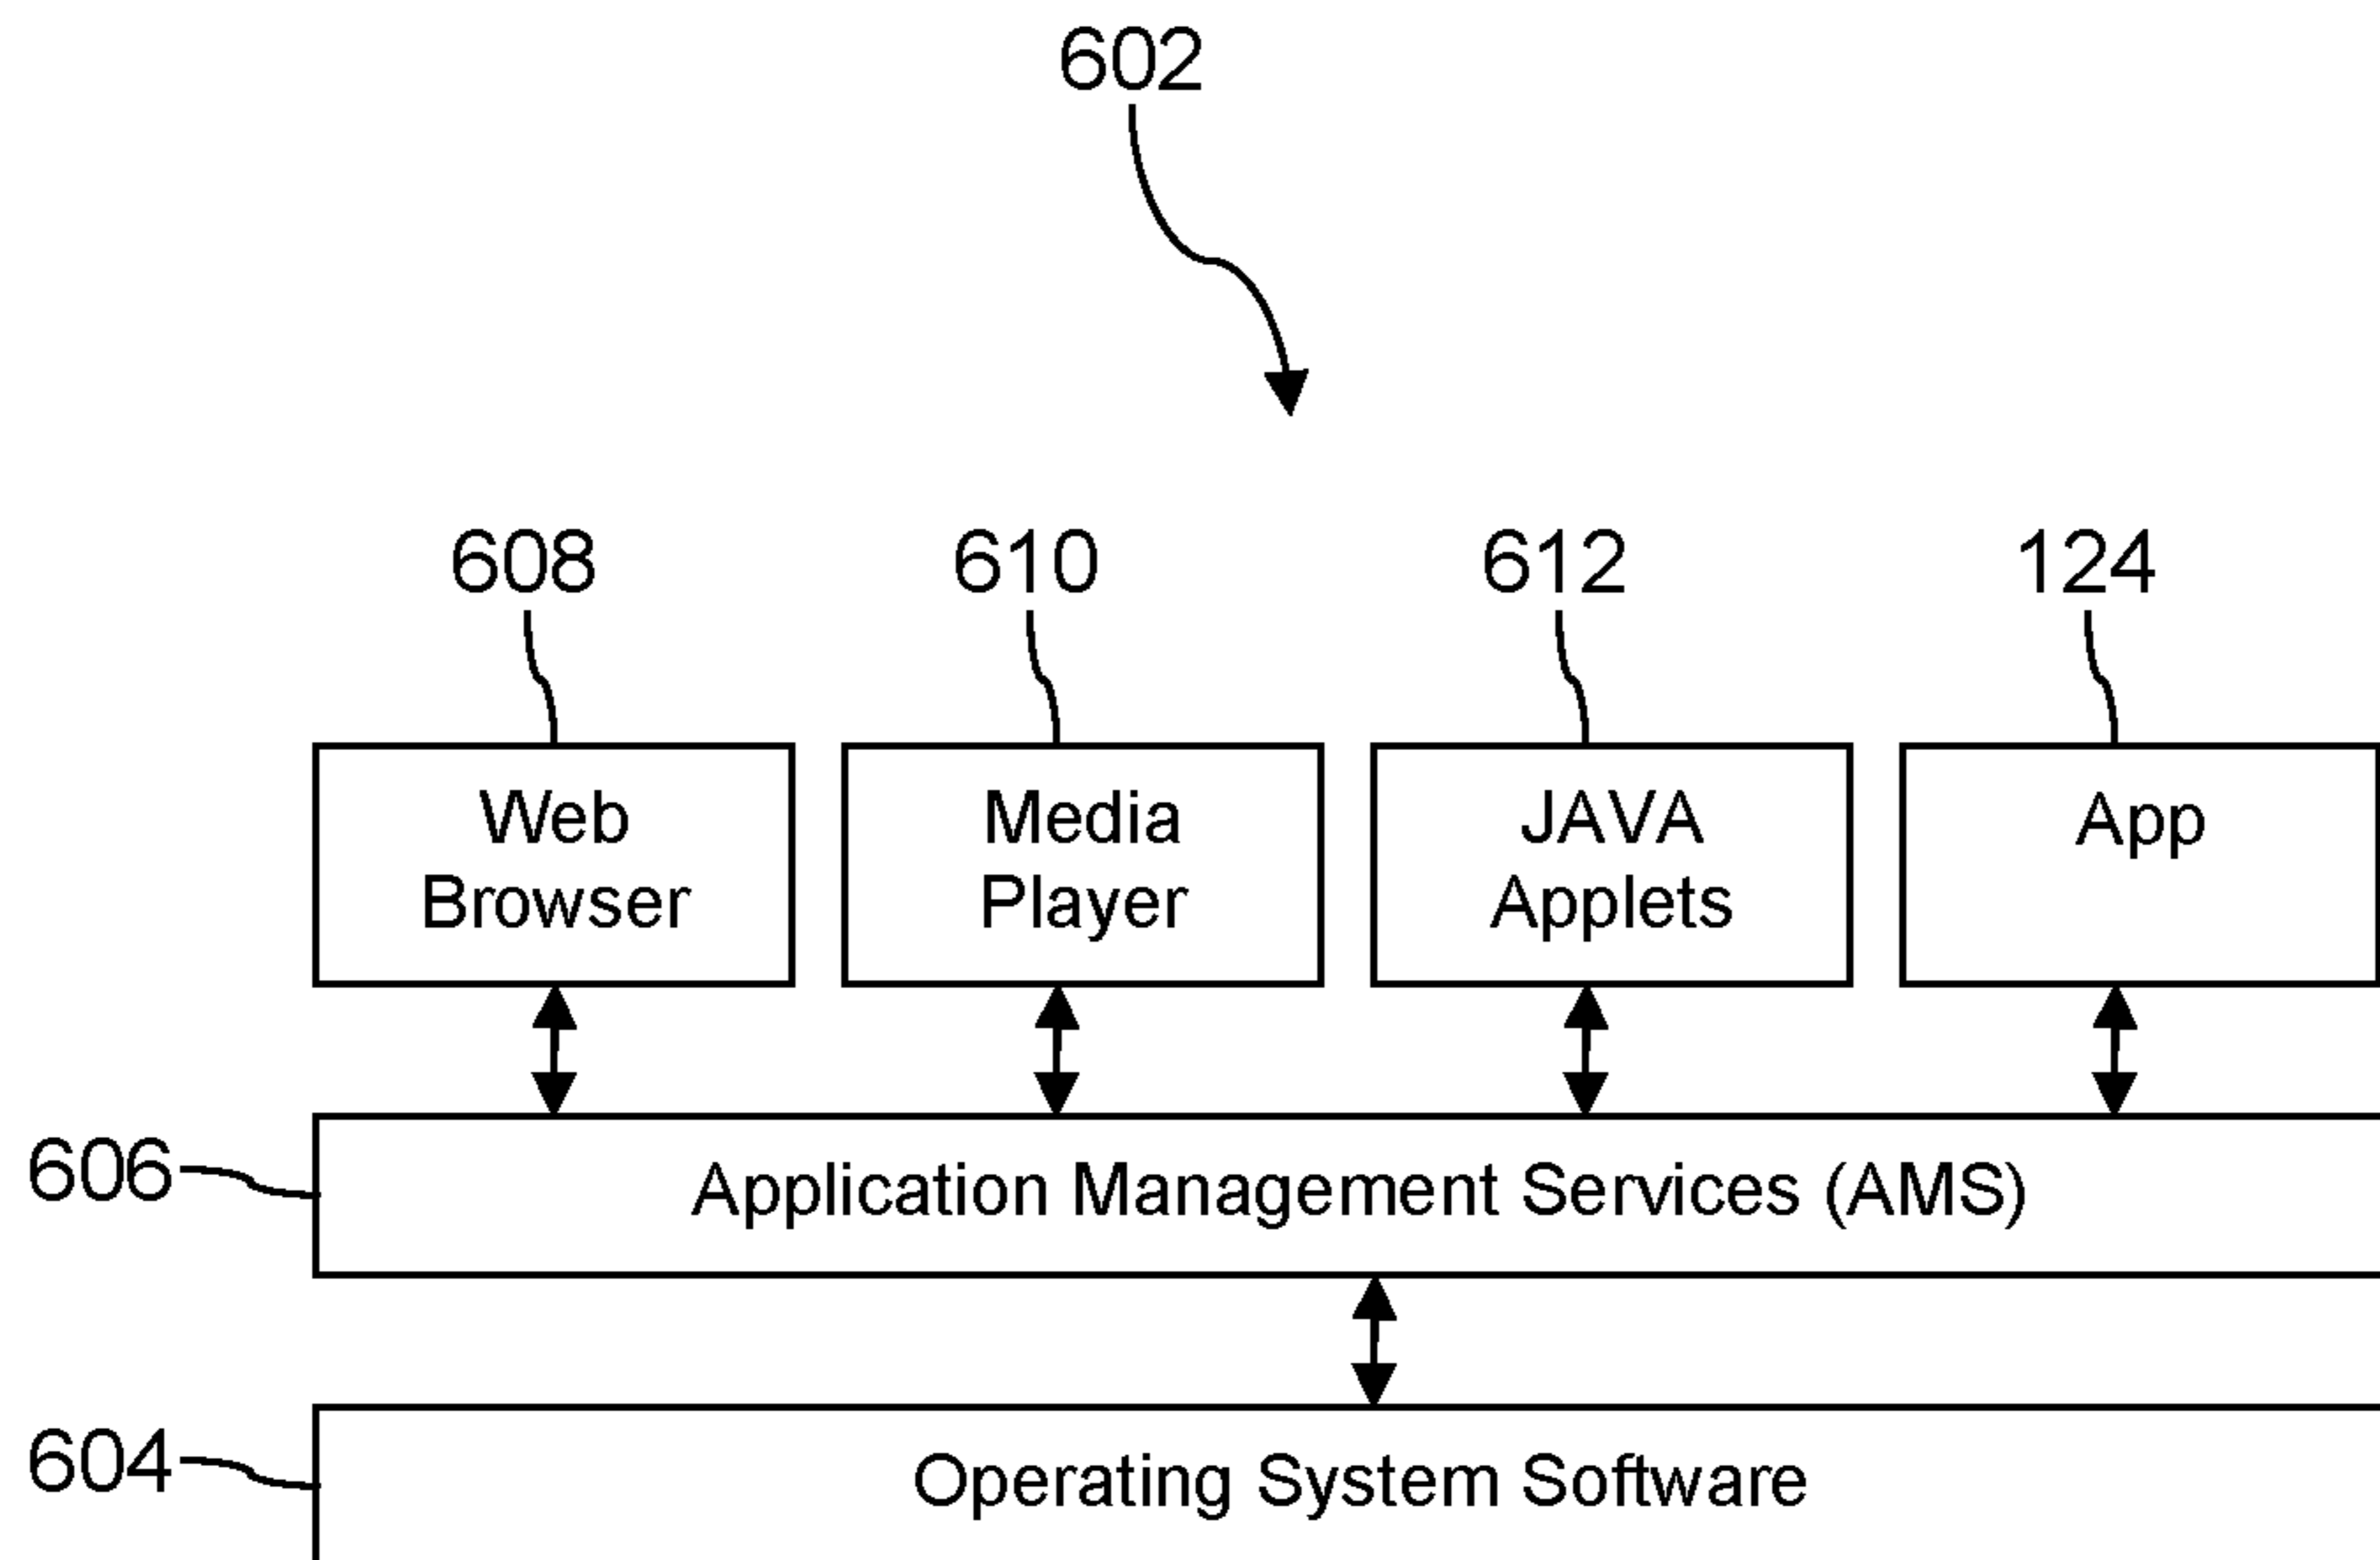 602
608
610
612
124
Web
Browser
Media
Player
JAVA
Applets
App
606
Application Management Services (AMS)
604
Operating System Software